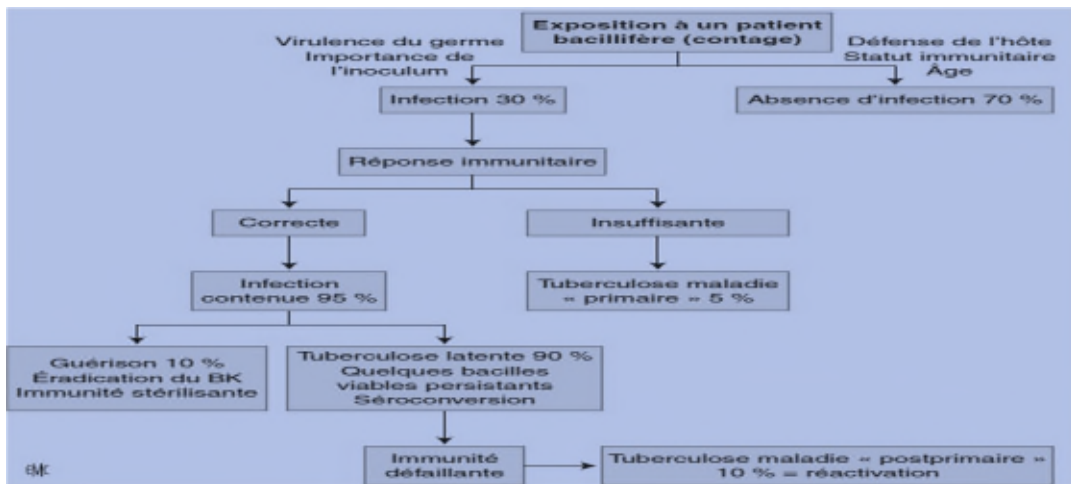 Exposition à un patient
bacillifère (contage)
Virulence du germe
Importance de
l'inoculum
Défense de l'hôte
Statut immunitaire
Âge
Infection 30 %
Absence d'infection 70 %
Réponse immunitaire
Correcte
Insuffisante
Infection
contenue 95 %
Tuberculose maladie
« primaire » 5 %
Guérison 10 %
Éradication du BK
Immunité stérilisante
Tuberculose latente 90 %
Quelques bacilles
viables persistants
Séroconversion
Immunité
défaillante
Tuberculose maladie « postprimaire »
10 % = réactivation
EMC